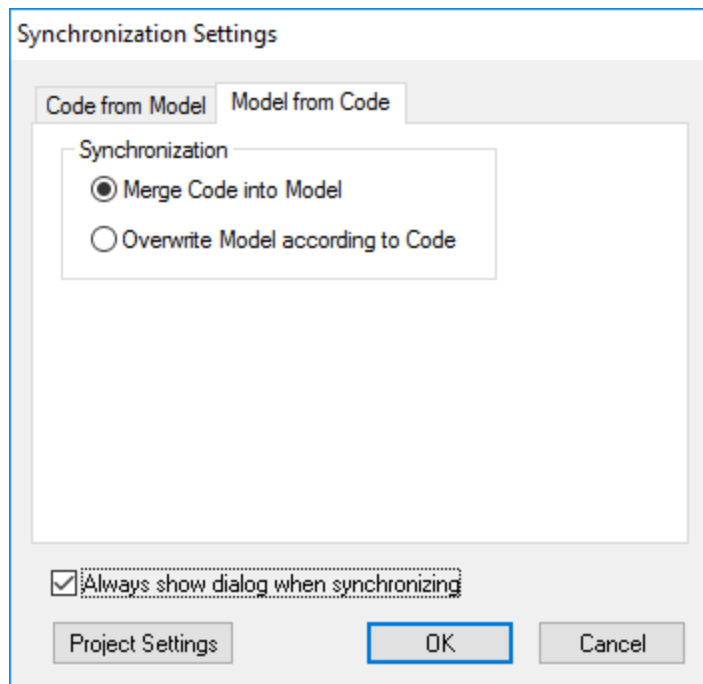 Synchronization Settings
Code from Model
Model from Code
Synchronization
Merge Code into Model
Overwrite Model according to Code
Always show dialog when synchronizing
Project Settings
OK
Cancel